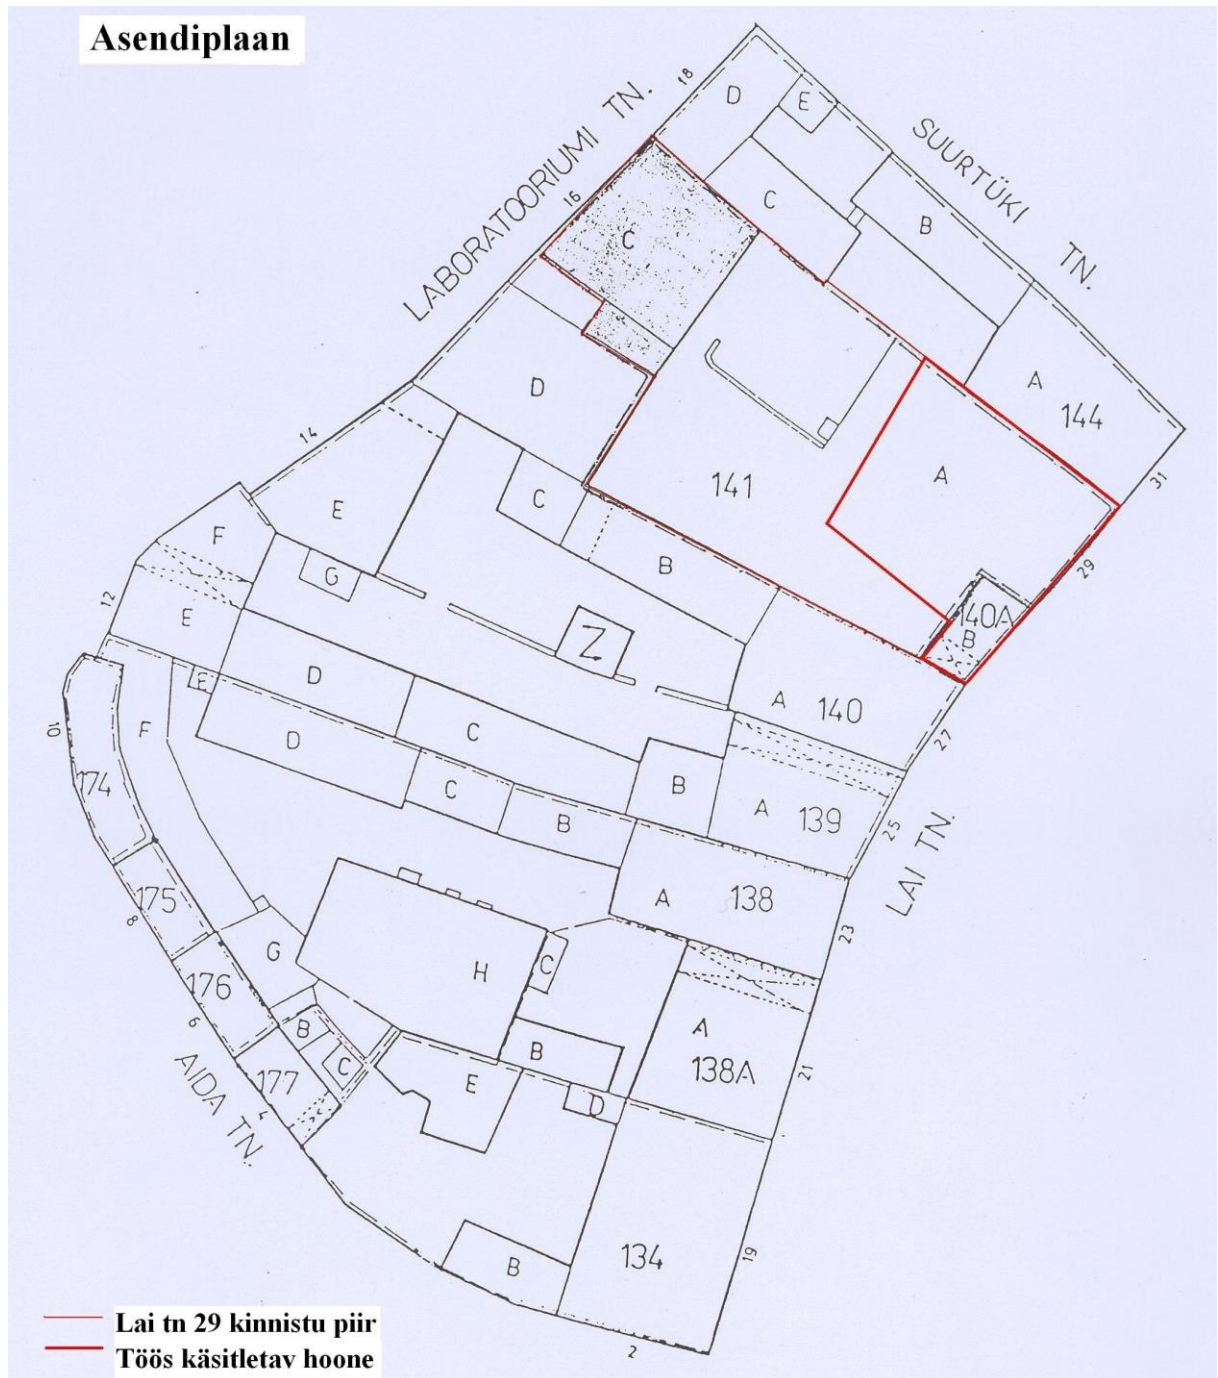 Asendiplaan
18
D
E
LABORATOORIUMI TN.
SUURTÜKI TN.
16
C
C
B
A
144
31
D
14
141
A
E
C
B
29
F
G
140A
B
12
E
Z
D
E
A 140
F
D
C
27
10
174
C
B
B
A 139
25
LAI TN.
175
A 138
8
23
G
H
C
176
6
A
138A
B
B
21
C
E
177
D
4
AIDA TN.
134
19
B
2
Lai tn 29 kinnistu piir
Töös käsitletav hoone